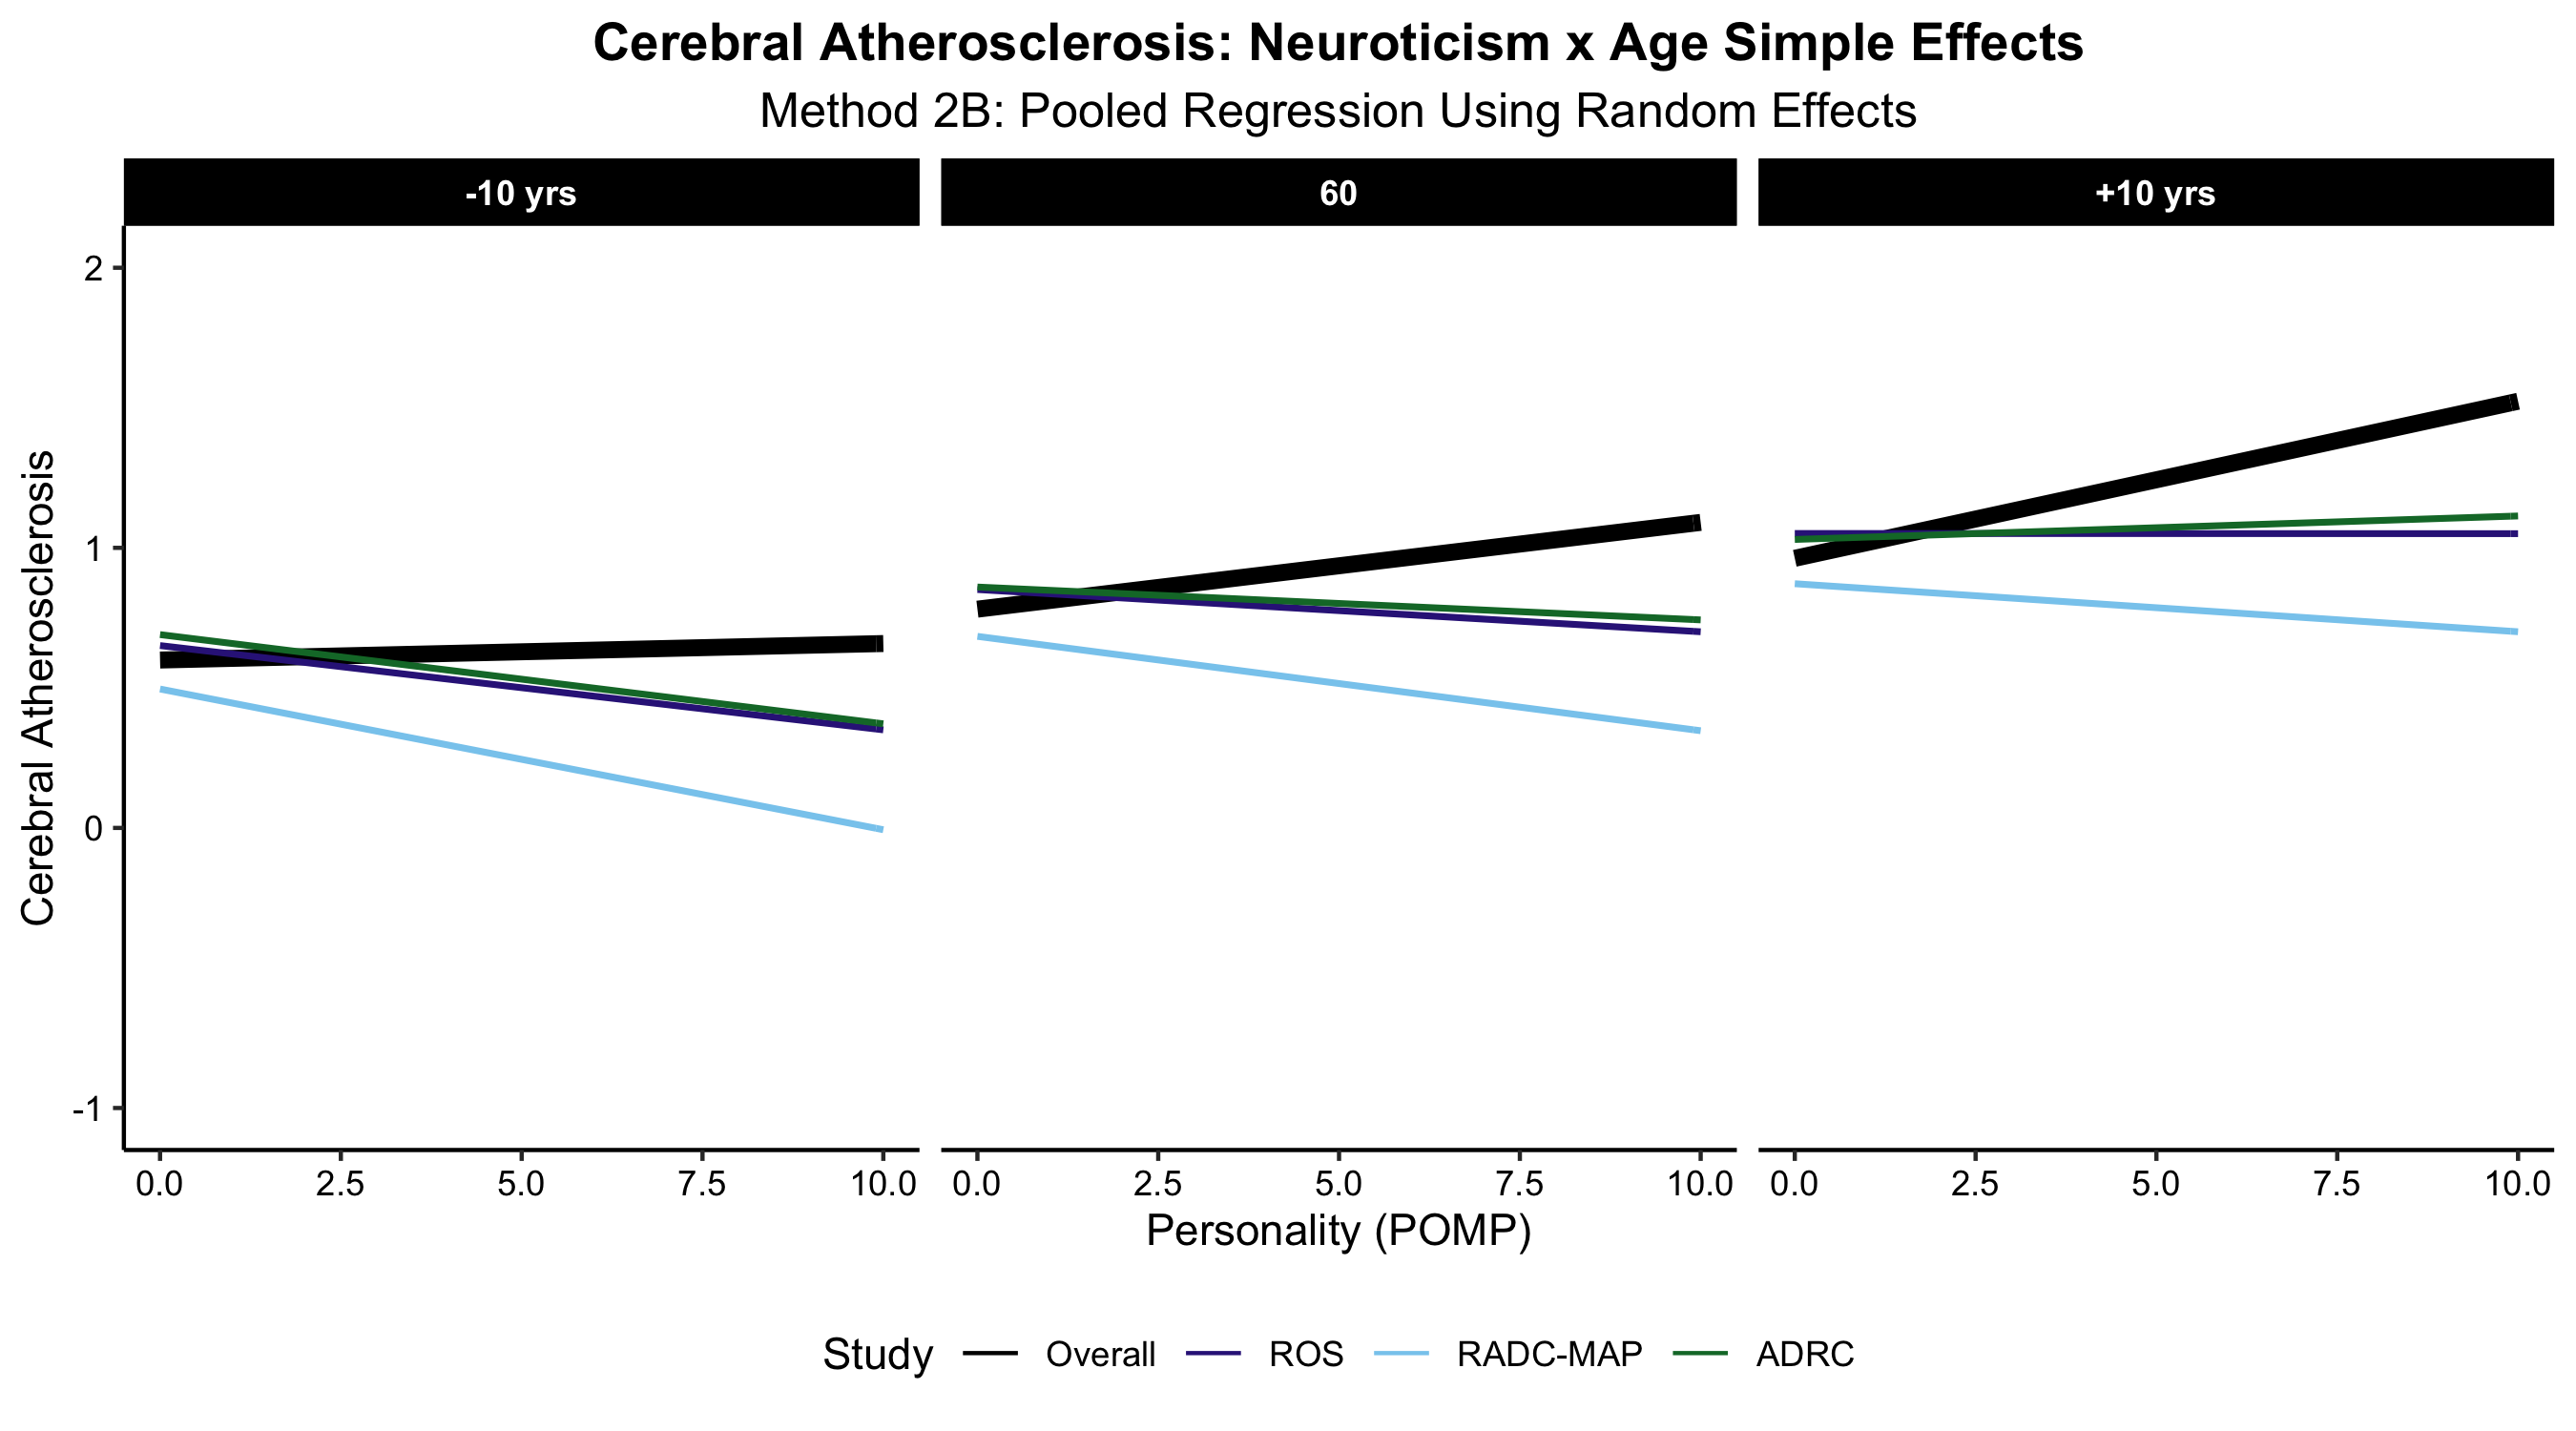 Cerebral Atherosclerosis: Neuroticism x Age Simple Effects
Method 2B: Pooled Regression Using Random Effects
-10 yrs 60 +10 yrs
Cerebral Atherosclerosis
2
1
0
-1
0.0 2.5 5.0 7.5 10.0 0.0 2.5 5.0 7.5 10.0 0.0 2.5 5.0 7.5 10.0
Personality (POMP)
Study Overall ROS RADC-MAP ADRC